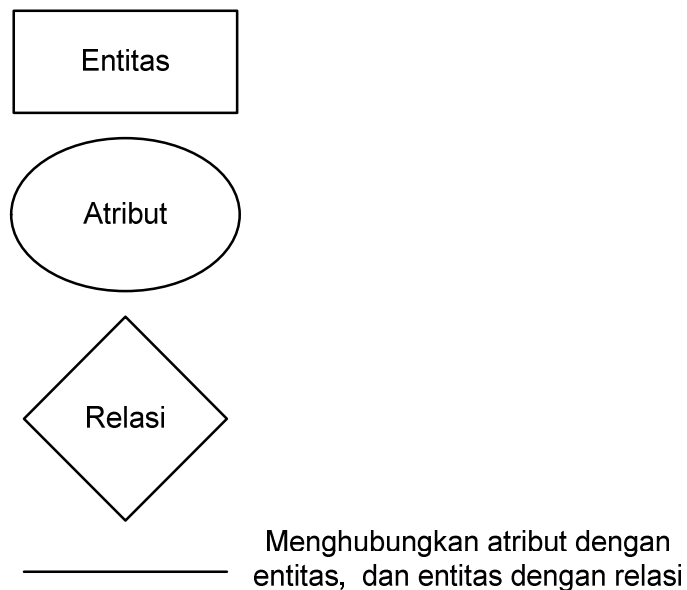 Entitas
Atribut
Relasi
Menghubungkan atribut dengan
entitas, dan entitas dengan relasi